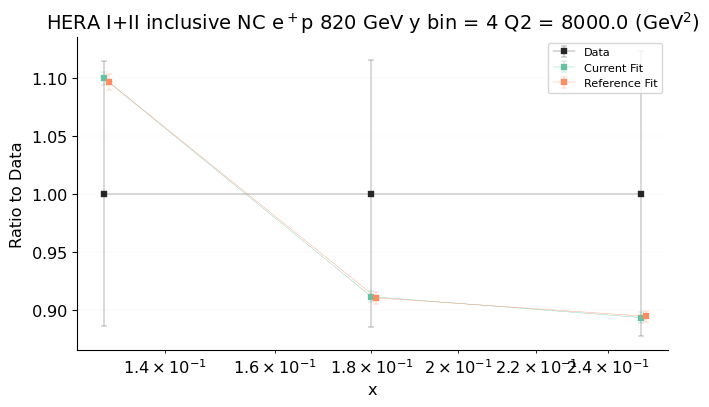 HERA I+II inclusive NC e⁺p 820 GeV y bin = 4 Q2 = 8000.0 (GeV²)
Data
Current Fit
Reference Fit
Ratio to Data
1.10
1.05
1.00
0.95
0.90
1.4 × 10⁻¹ 1.6 × 10⁻¹ 1.8 × 10⁻¹ 2 × 10⁻¹ 2.2 × 10⁻¹ 2.4 × 10⁻¹
x